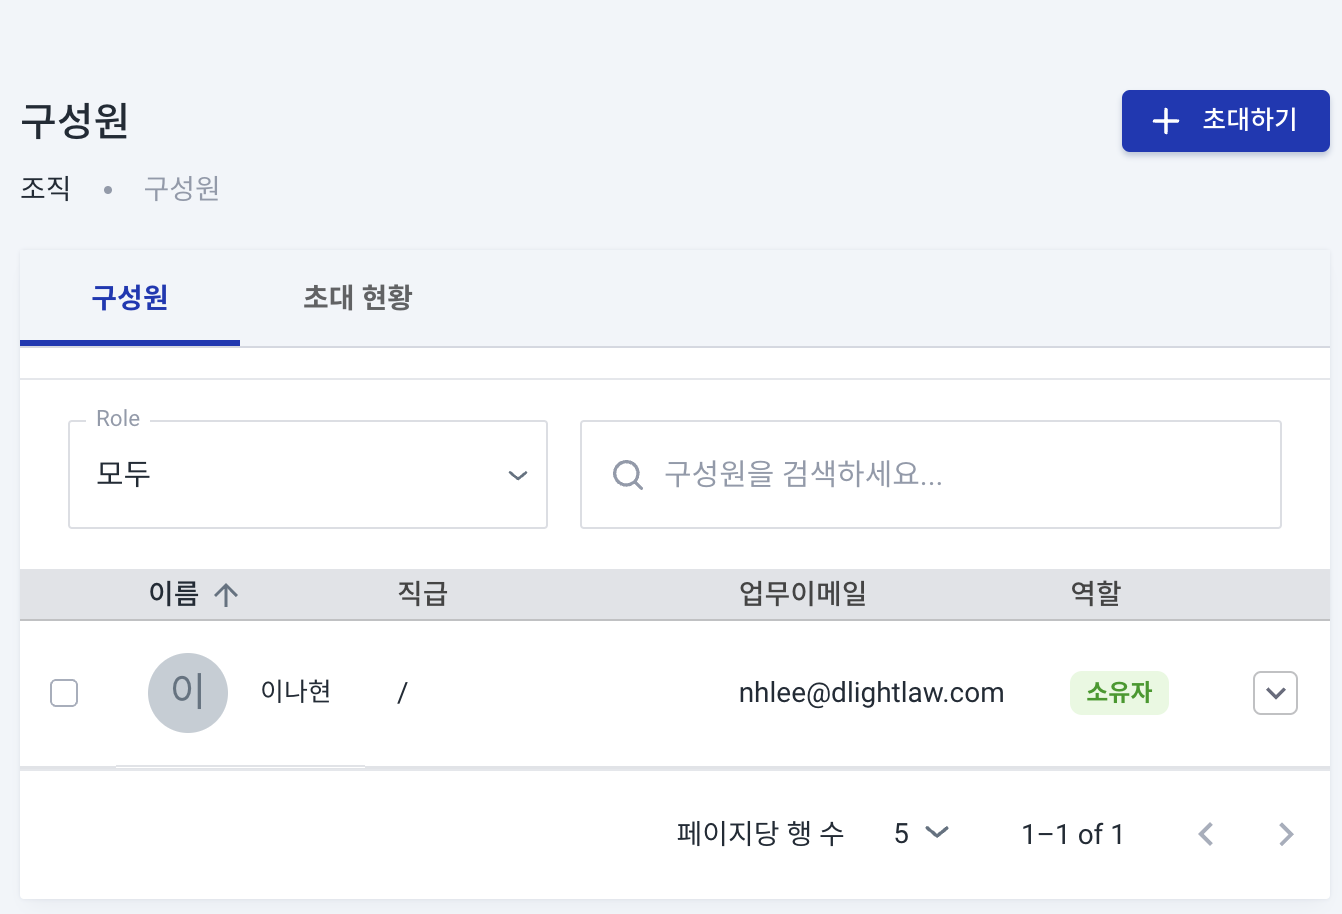 구성원
초대하기
조직 • 구성원
구성원 초대 현황
Role
모두
구성원을 검색하세요...
이름 직급 업무이메일 역할
이 이나현 / nhlee@dlightlaw.com 소유자
페이지당 행 수 5 1–1 of 1